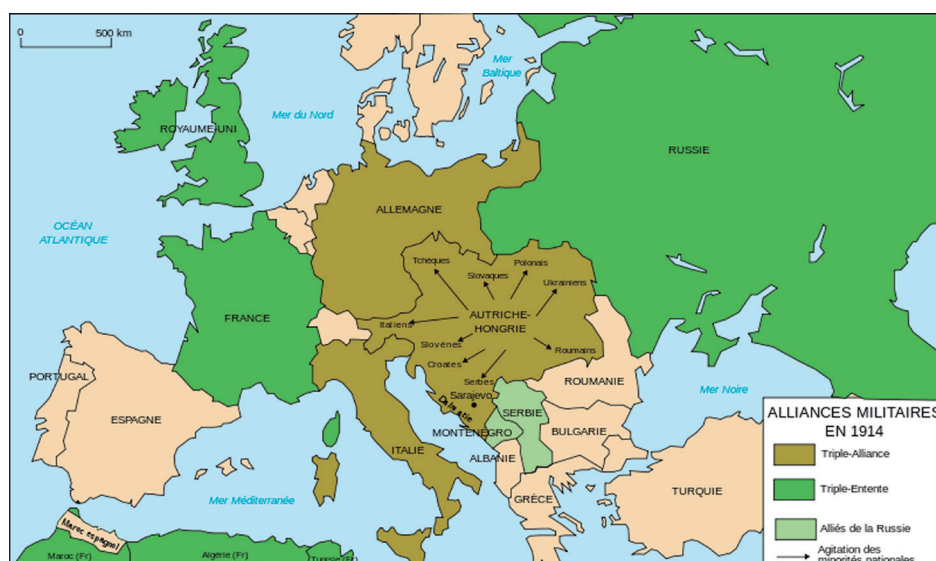 0 500 km
Mer
Baltique
Mer du Nord
ROYAUME-UNI
RUSSIE
ALLEMAGNE
OCÉAN
ATLANTIQUE
Tchèques
Polonais
Slovaques
Ukrainiens
FRANCE
AUTRICHE-
HONGRIE
Italiens
Slovènes
Roumains
Croates
PORTUGAL
Serbes
ROUMANIE
Mer Noire
Sarajevo
Dalmatie
SERBIE
ESPAGNE
MONTÉNÉGRO
BULGARIE
ITALIE
ALBANIE
GRÈCE
TURQUIE
Mer Méditerranée
Maroc espagnol
Maroc (Fr)
Algérie (Fr)
Tunisie (Fr)
ALLIANCES MILITAIRES
EN 1914
Triple-Alliance
Triple-Entente
Alliés de la Russie
Agitation des
minorités nationales